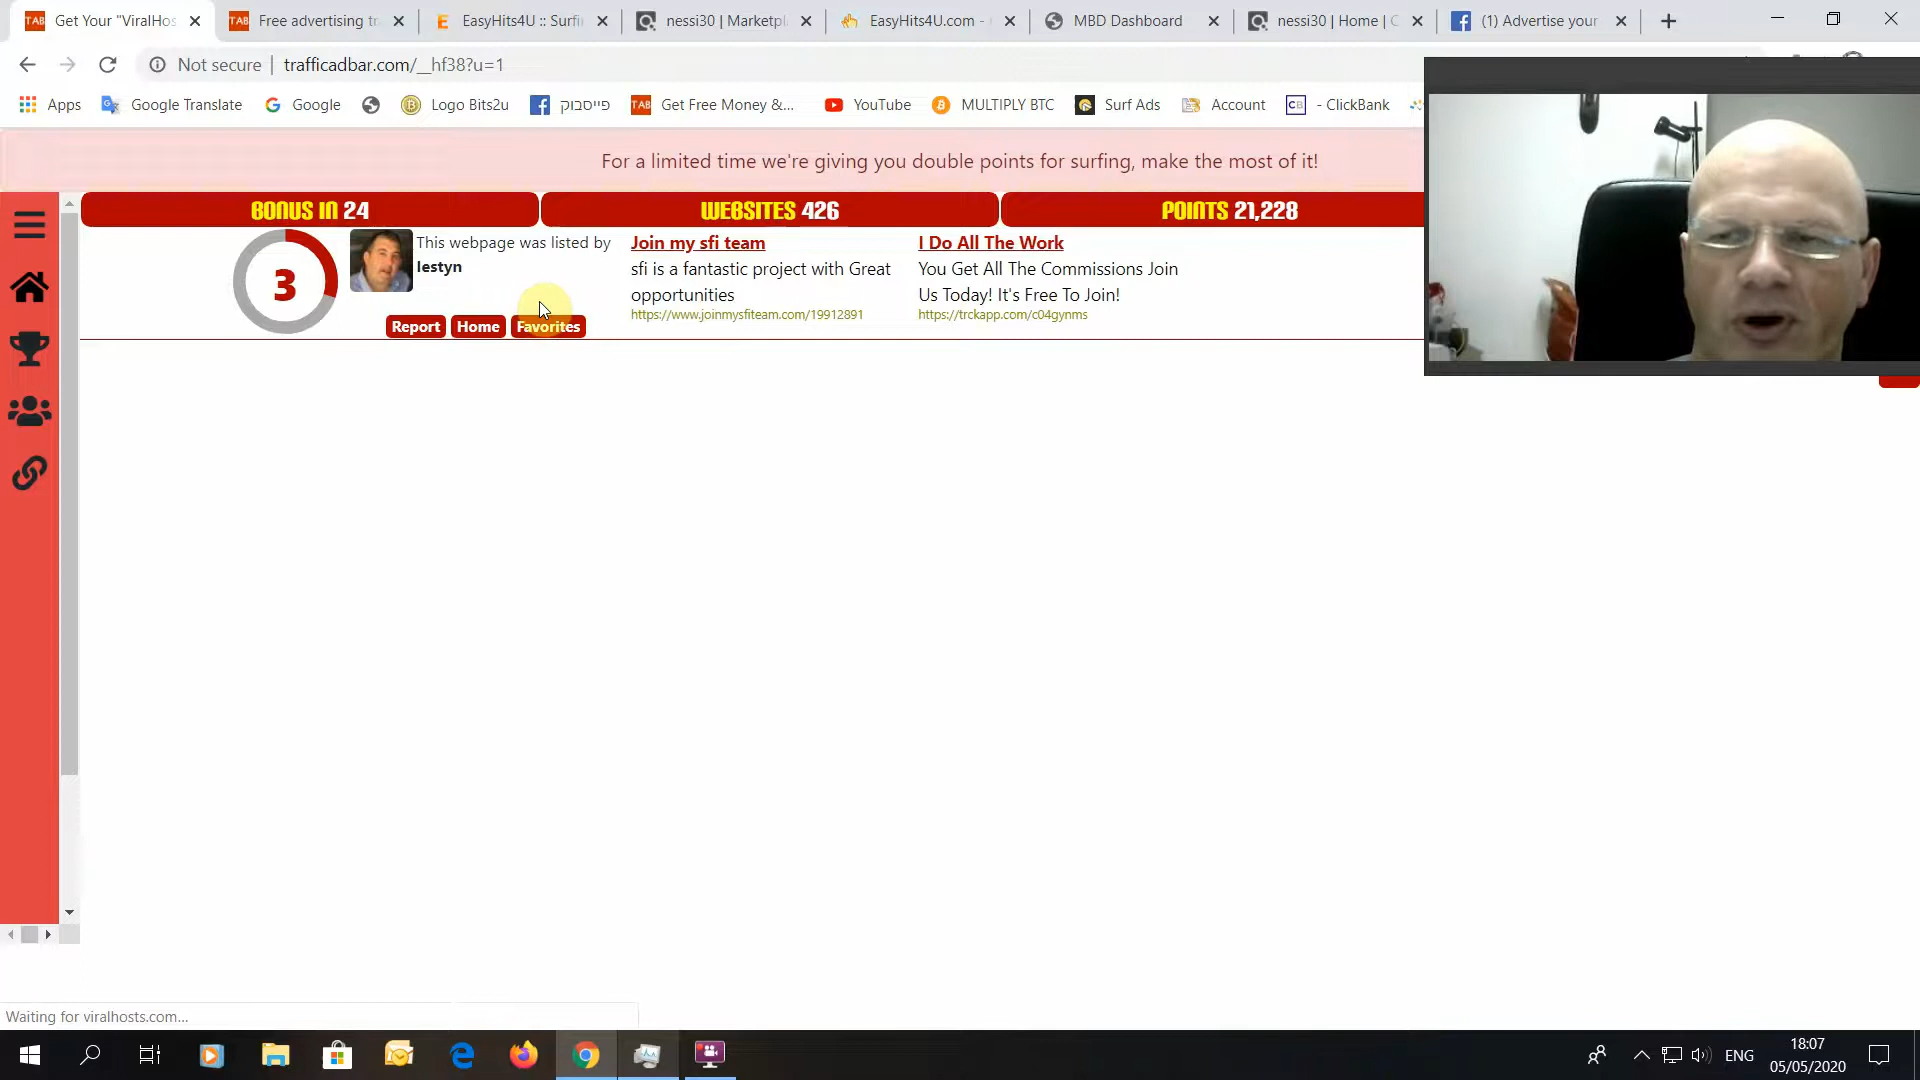 Get Your "ViralHos
Free advertising tr
EasyHits4U :: Surfi
nessi30 | Marketpl
EasyHits4U.com -
MBD Dashboard
nessi30 | Home | C
(1) Advertise your
Not secure
trafficadbar.com/__hf38?u=1
Apps
Google Translate
Google
Logo Bits2u
פייסבוק
Get Free Money &...
YouTube
MULTIPLY BTC
Surf Ads
Account
- ClickBank
For a limited time we're giving you double points for surfing, make the most of it!
BONUS IN 24
WEBSITES 426
POINTS 21,228
3
This webpage was listed by
lestyn
Report
Home
Favorites
Join my sfi team
sfi is a fantastic project with Great
opportunities
https://www.joinmysfiteam.com/19912891
I Do All The Work
You Get All The Commissions Join
Us Today! It's Free To Join!
https://trckapp.com/c04gynms
Waiting for viralhosts.com...
ENG
18:07
05/05/2020